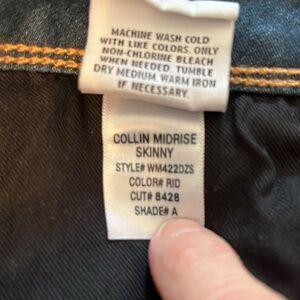 MACHINE WASH COLD
WITH LIKE COLORS. ONLY
NON-CHLORINE BLEACH
WHEN NEEDED. TUMBLE
DRY MEDIUM. WARM IRON
IF NECESSARY.
COLLIN MIDRISE
SKINNY
STYLE# WM422DZS
COLOR# RID
CUT# 8428
SHADE# A